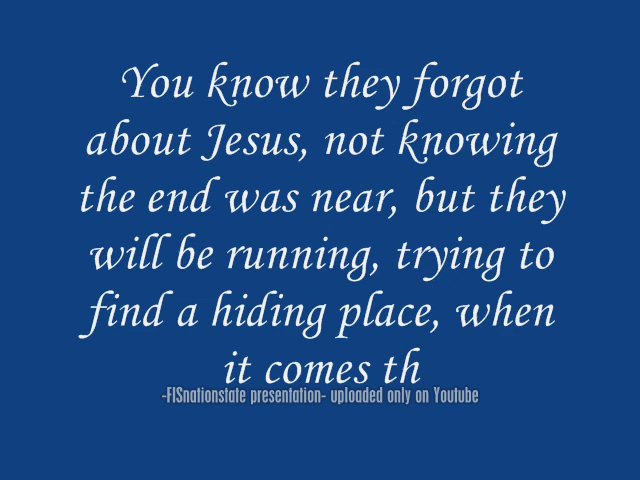 You know they forgot
about Jesus, not knowing
the end was near, but they
will be running, trying to
find a hiding place, when
it comes th
-FISnationstate presentation- uploaded only on Youtube